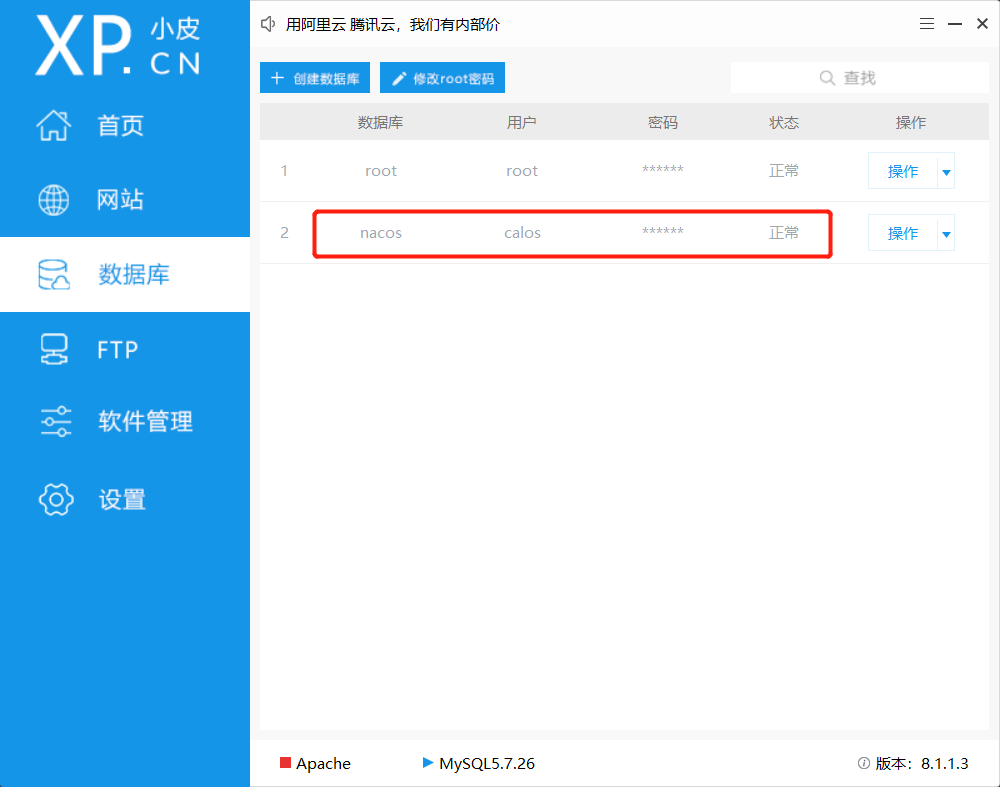 XP. 小皮 CN
用阿里云 腾讯云，我们有内部价
首页
网站
数据库
FTP
软件管理
设置
创建数据库 修改root密码 查找
数据库 用户 密码 状态 操作
1 root root ****** 正常 操作
2 nacos calos ****** 正常 操作
Apache MySQL5.7.26 版本：8.1.1.3